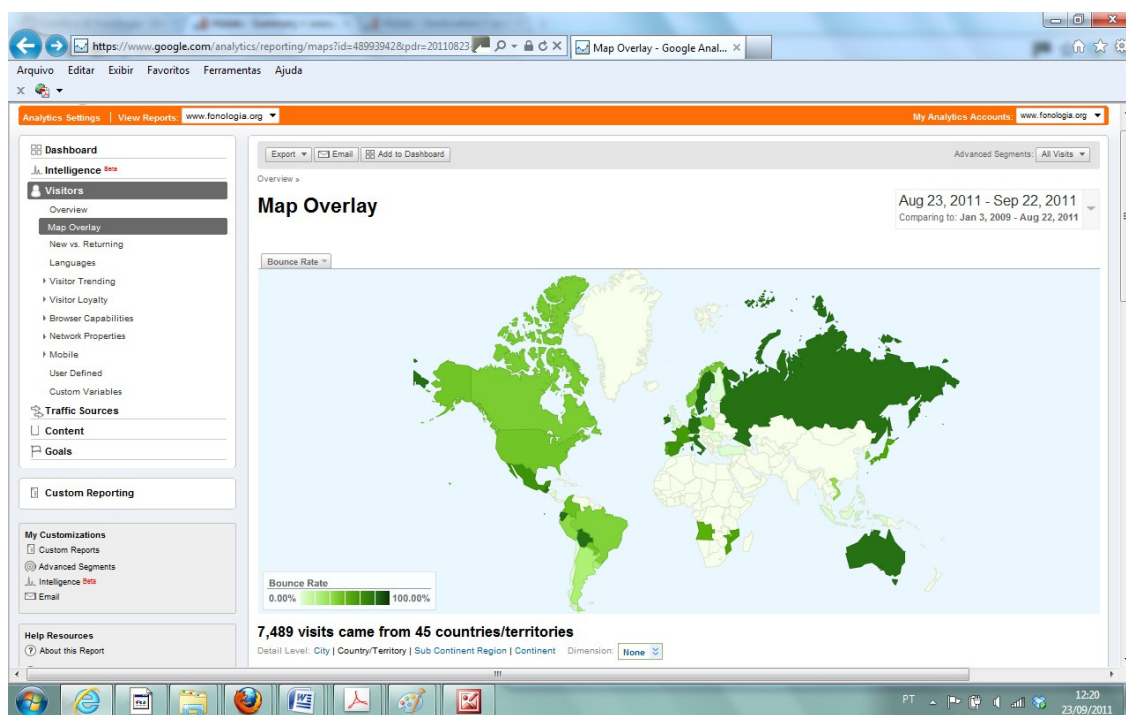 https://www.google.com/analytics/reporting/maps?id=48993942&pdr=20110823
Map Overlay - Google Anal...
Arquivo Editar Exibir Favoritos Ferramentas Ajuda
x
Analytics Settings | View Reports: www.fonologia.org
My Analytics Accounts: www.fonologia.org
Dashboard
Intelligence Beta
Visitors
Overview
Map Overlay
New vs. Returning
Languages
Visitor Trending
Visitor Loyalty
Browser Capabilities
Network Properties
Mobile
User Defined
Custom Variables
Traffic Sources
Content
Goals
Custom Reporting
My Customizations
Custom Reports
Advanced Segments
Intelligence Beta
Email
Help Resources
About this Report
Export Email Add to Dashboard
Advanced Segments: All Visits
Overview »
Map Overlay
Aug 23, 2011 - Sep 22, 2011
Comparing to: Jan 3, 2009 - Aug 22, 2011
Bounce Rate
Bounce Rate
0.00% 100.00%
7,489 visits came from 45 countries/territories
Detail Level: City | Country/Territory | Sub Continent Region | Continent Dimension: None
PT
12:20
23/09/2011